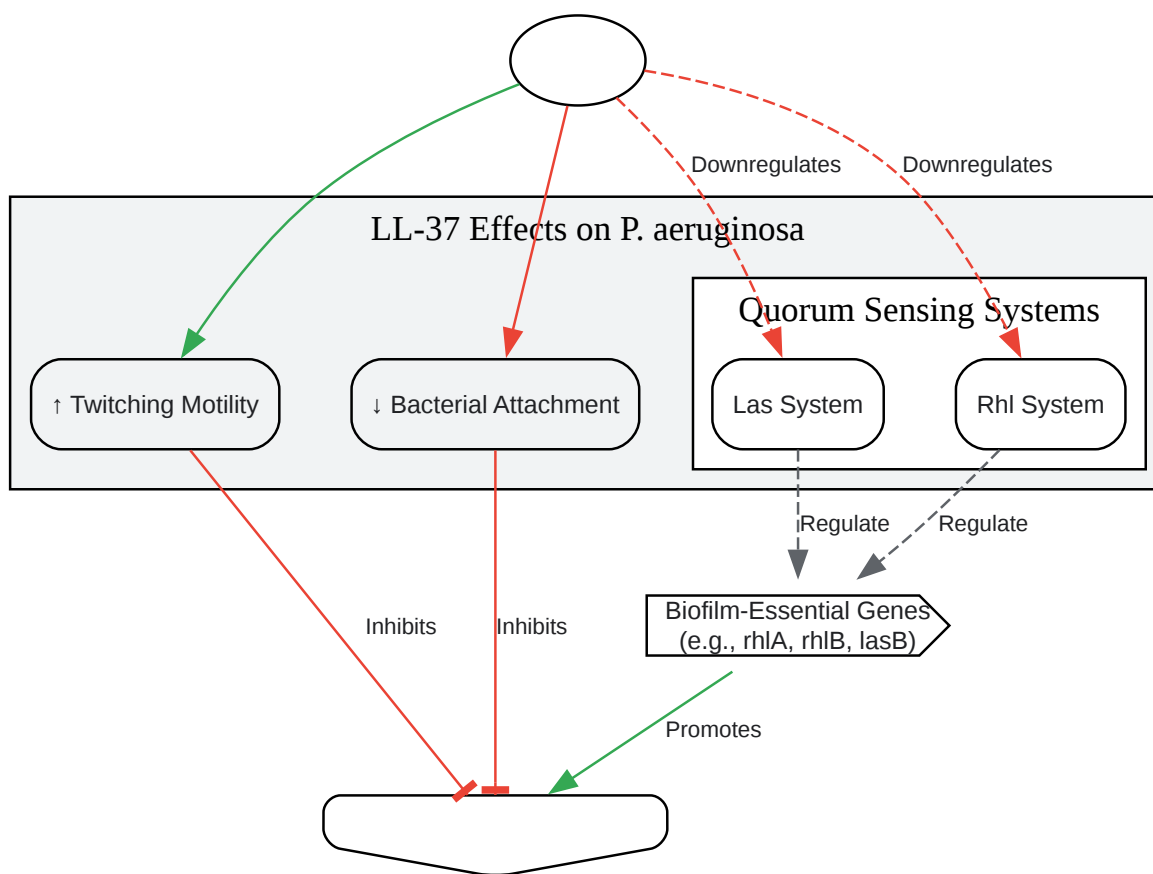 Downregulates
Downregulates
LL-37 Effects on P. aeruginosa
Quorum Sensing Systems
↑ Twitching Motility
↓ Bacterial Attachment
Las System
Rhl System
Regulate
Regulate
Biofilm-Essential Genes
(e.g., rhlA, rhlB, lasB)
Inhibits
Inhibits
Promotes